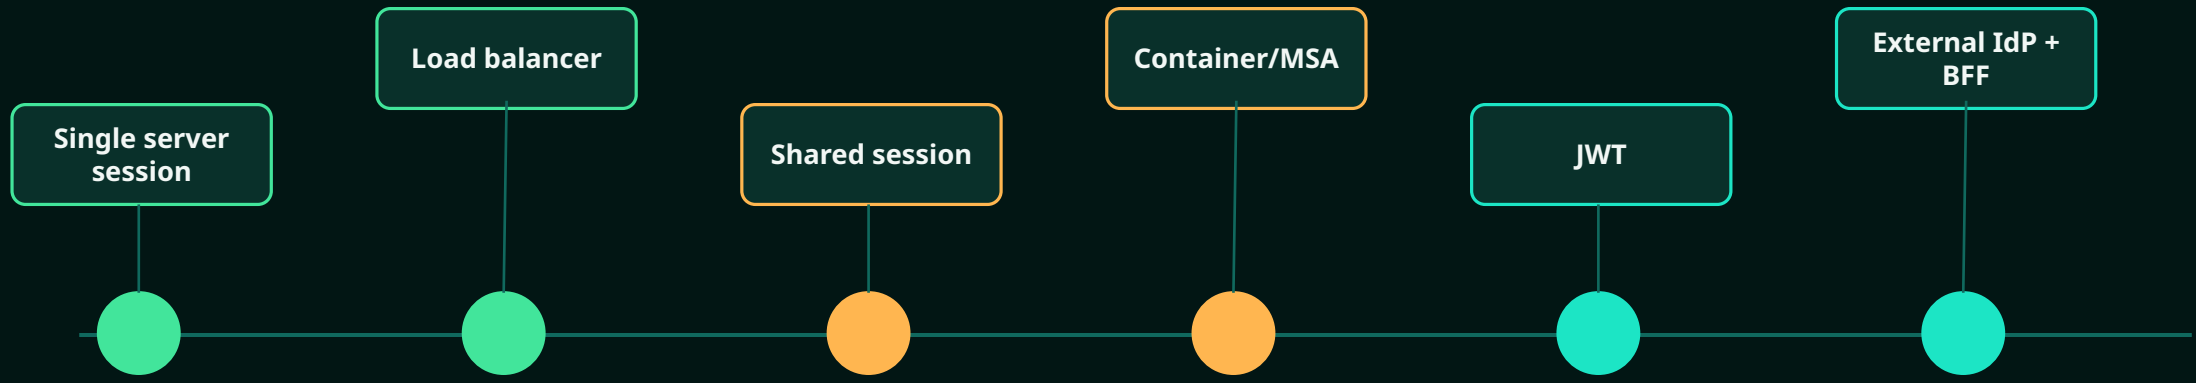 Single server
session
Load balancer
Shared session
Container/MSA
JWT
External IdP +
BFF